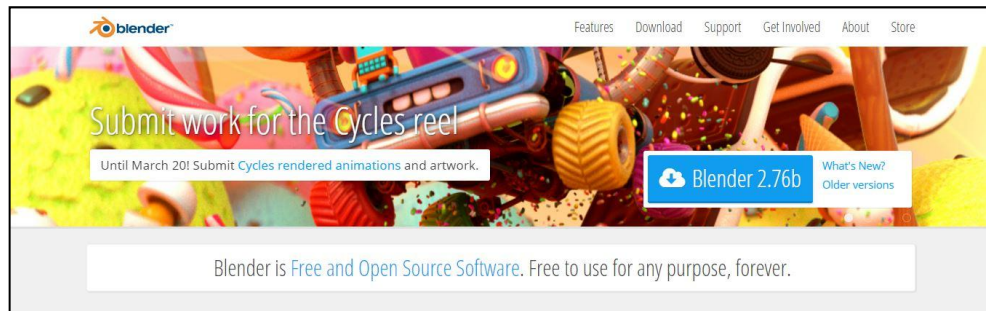 blender
Features Download Support Get Involved About Store
Submit work for the Cycles reel
Until March 20! Submit Cycles rendered animations and artwork.
Blender 2.76b
What's New?
Older versions
Blender is Free and Open Source Software. Free to use for any purpose, forever.